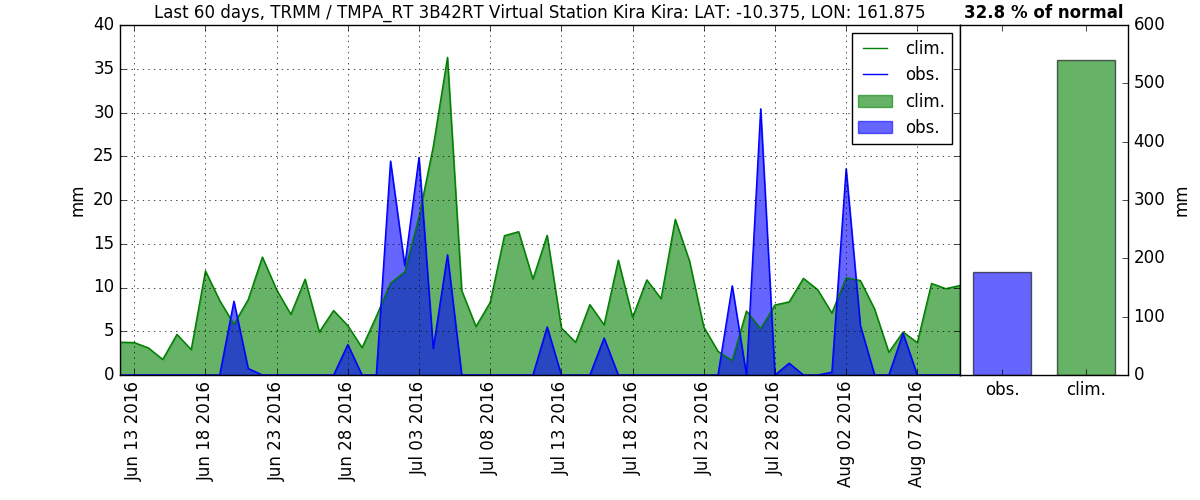 Last 60 days, TRMM / TMPA_RT 3B42RT Virtual Station Kira Kira: LAT: -10.375, LON: 161.875
32.8 % of normal
40
35
30
25
20
15
10
5
0
mm
clim.
obs.
clim.
obs.
600
500
400
300
200
100
0
mm
Jun 13 2016
Jun 18 2016
Jun 23 2016
Jun 28 2016
Jul 03 2016
Jul 08 2016
Jul 13 2016
Jul 18 2016
Jul 23 2016
Jul 28 2016
Aug 02 2016
Aug 07 2016
obs.
clim.